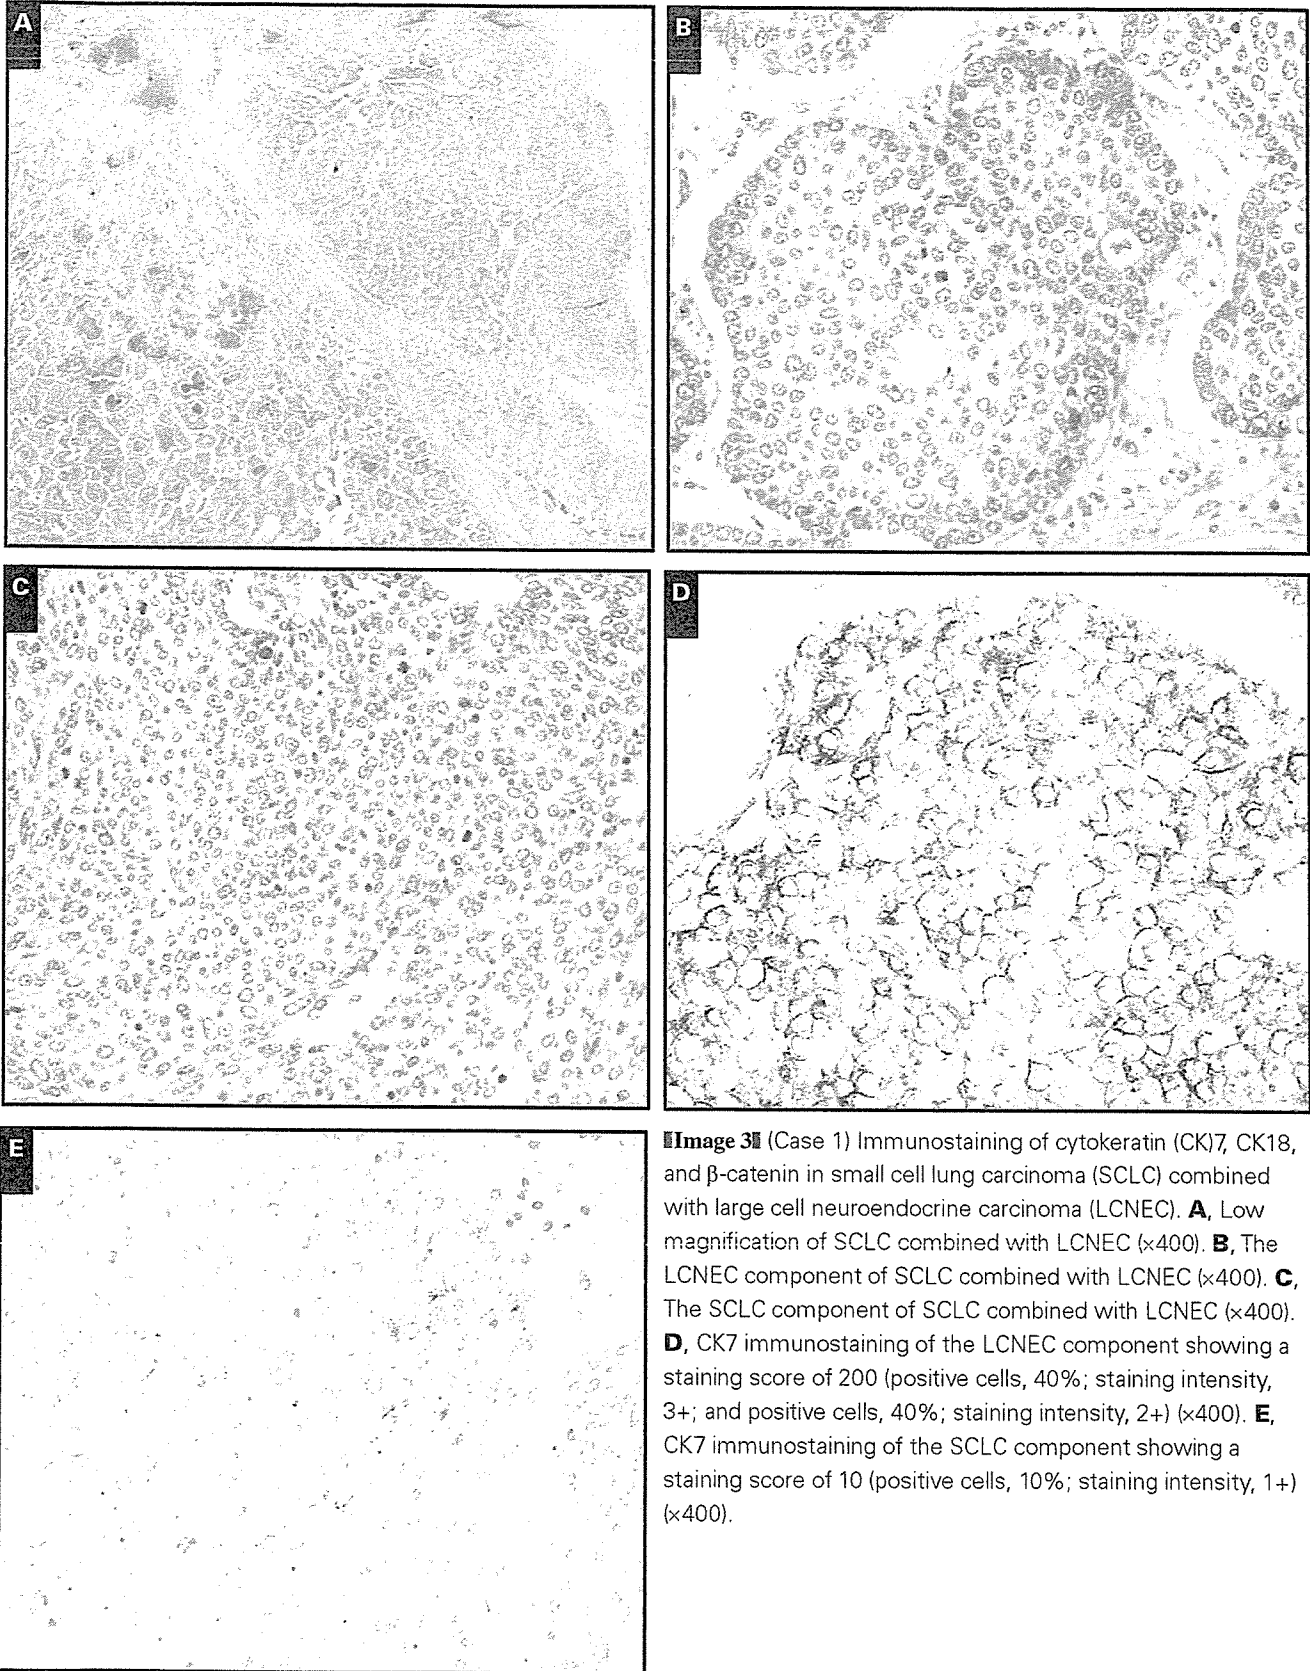 A
B
C
D
E
Image 3 (Case 1) Immunostaining of cytokeratin (CK)7, CK18,
and β-catenin in small cell lung carcinoma (SCLC) combined
with large cell neuroendocrine carcinoma (LCNEC). A, Low
magnification of SCLC combined with LCNEC (×400). B, The
LCNEC component of SCLC combined with LCNEC (×400). C,
The SCLC component of SCLC combined with LCNEC (×400).
D, CK7 immunostaining of the LCNEC component showing a
staining score of 200 (positive cells, 40%; staining intensity,
3+; and positive cells, 40%; staining intensity, 2+) (×400). E,
CK7 immunostaining of the SCLC component showing a
staining score of 10 (positive cells, 10%; staining intensity, 1+)
(×400).